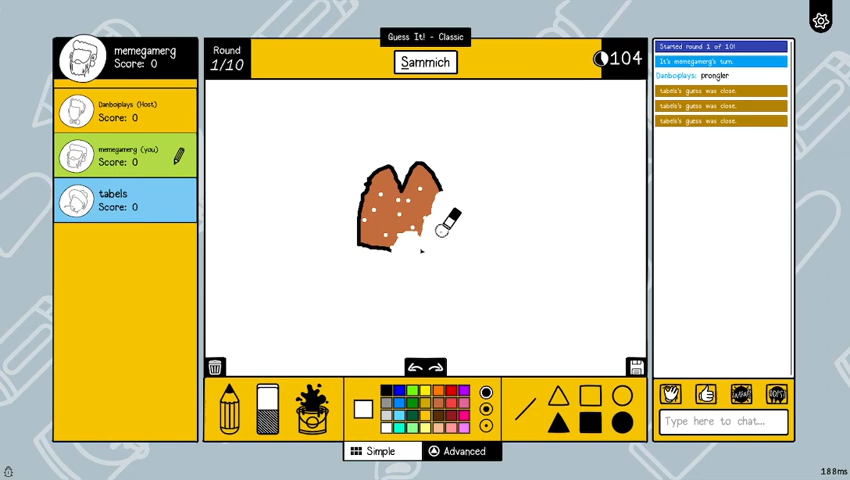 Guess It! - Classic
memegamerg
Score: 0
Round
1/10
Sammich
104
Danboiplays (Host)
Score: 0
memegamerg (you)
Score: 0
tabels
Score: 0
Started round 1 of 10!
It's memegamerg's turn.
Danboiplays: prongler
tabels's guess was close.
tabels's guess was close.
tabels's guess was close.
Type here to chat...
Simple
Advanced
188ms